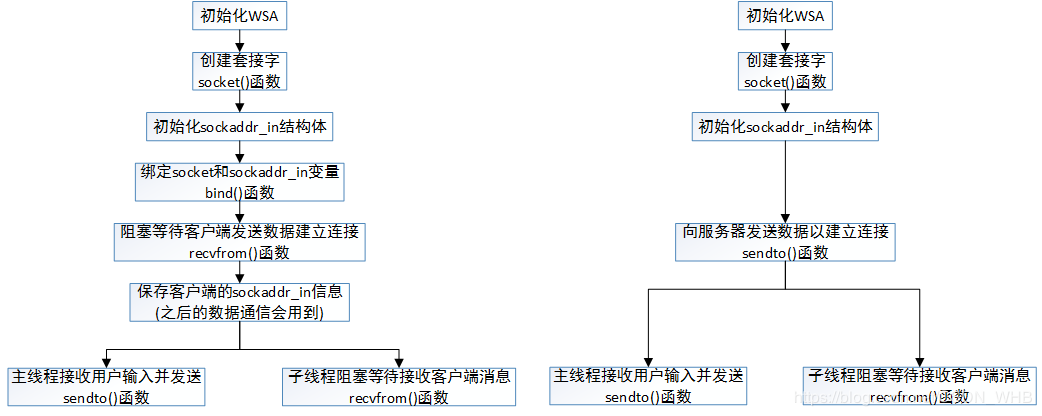 初始化WSA
创建套接字
socket()函数
初始化sockaddr_in结构体
绑定socket和sockaddr_in变量
bind()函数
阻塞等待客户端发送数据建立连接
recvfrom()函数
保存客户端的sockaddr_in信息
(之后的数据通信会用到)
主线程接收用户输入并发送
sendto()函数
子线程阻塞等待接收客户端消息
recvfrom()函数
初始化WSA
创建套接字
socket()函数
初始化sockaddr_in结构体
向服务器发送数据以建立连接
sendto()函数
主线程接收用户输入并发送
sendto()函数
子线程阻塞等待接收客户端消息
recvfrom()函数